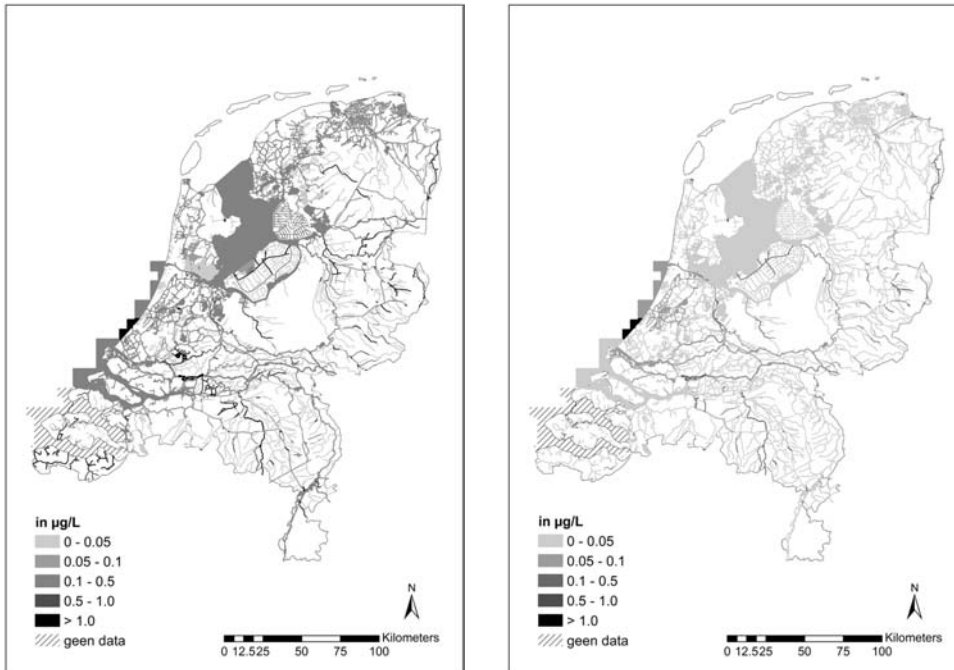 in µg/L
0 - 0.05
0.05 - 0.1
0.1 - 0.5
0.5 - 1.0
> 1.0
geen data
N
Kilometers
0 12.525 50 75 100
in µg/L
0 - 0.05
0.05 - 0.1
0.1 - 0.5
0.5 - 1.0
> 1.0
geen data
N
Kilometers
0 12.525 50 75 100